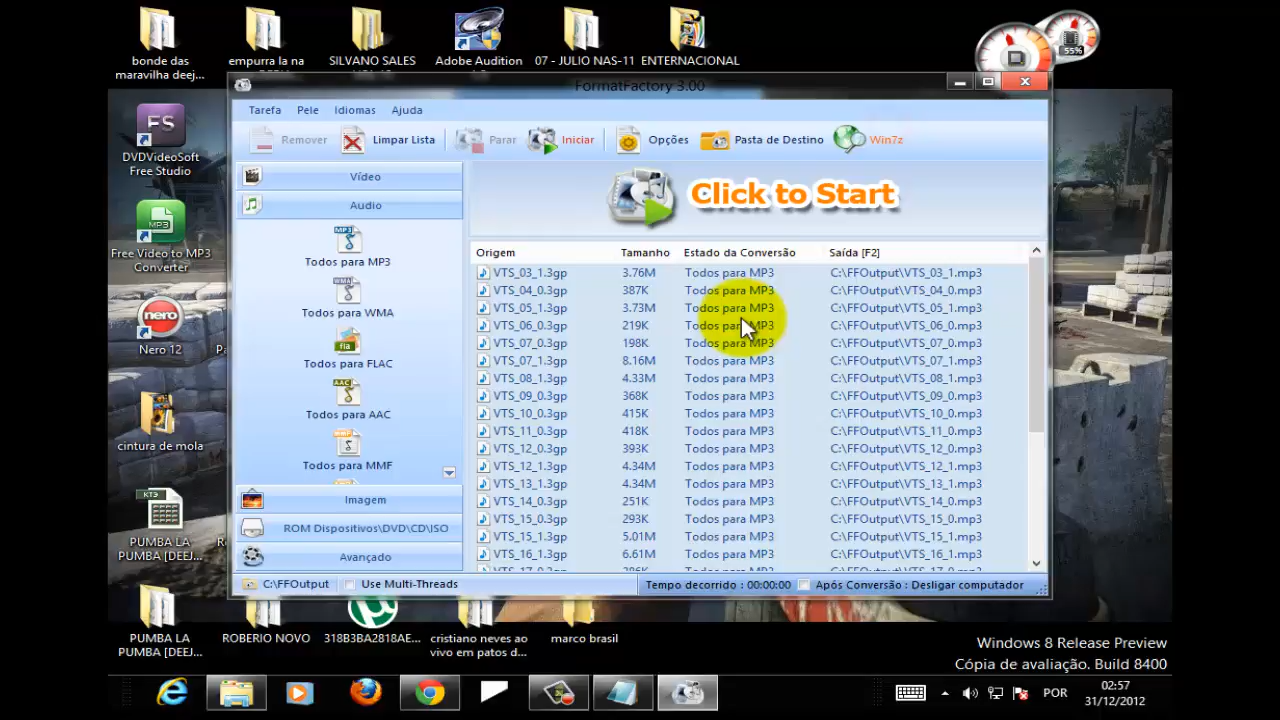 bonde das
maravilha deej...
empurra la na
SILVANO SALES
Adobe Audition
07 - JULIO NAS-11
ENTERNACIONAL
55%
FS
DVDVideoSoft
Free Studio
MP3
Free Video to MP3
Converter
nero
Nero 12
cintura de mola
КТЭ
PUMBA LA
PUMBA [DEEJ...
PUMBA LA
PUMBA [DEEJ...
ROBERIO NOVO
318B3BA2818AE...
cristiano neves ao
vivo em patos d...
marco brasil
FormatFactory 3.00
Tarefa Pele Idiomas Ajuda
Remover Limpar Lista Parar Iniciar Opções Pasta de Destino Win7z
Vídeo
Audio
MP3
Todos para MP3
WMA
Todos para WMA
fla
Todos para FLAC
AAC
Todos para AAC
MMF
Todos para MMF
Imagem
ROM Dispositivos\DVD\CD\ISO
Avançado
Click to Start
Origem Tamanho Estado da Conversão Saída [F2]
VTS_03_1.3gp 3.76M Todos para MP3 C:\FFOutput\VTS_03_1.mp3
VTS_04_0.3gp 387K Todos para MP3 C:\FFOutput\VTS_04_0.mp3
VTS_05_1.3gp 3.73M Todos para MP3 C:\FFOutput\VTS_05_1.mp3
VTS_06_0.3gp 219K Todos para MP3 C:\FFOutput\VTS_06_0.mp3
VTS_07_0.3gp 198K Todos para MP3 C:\FFOutput\VTS_07_0.mp3
VTS_07_1.3gp 8.16M Todos para MP3 C:\FFOutput\VTS_07_1.mp3
VTS_08_1.3gp 4.33M Todos para MP3 C:\FFOutput\VTS_08_1.mp3
VTS_09_0.3gp 368K Todos para MP3 C:\FFOutput\VTS_09_0.mp3
VTS_10_0.3gp 415K Todos para MP3 C:\FFOutput\VTS_10_0.mp3
VTS_11_0.3gp 418K Todos para MP3 C:\FFOutput\VTS_11_0.mp3
VTS_12_0.3gp 393K Todos para MP3 C:\FFOutput\VTS_12_0.mp3
VTS_12_1.3gp 4.34M Todos para MP3 C:\FFOutput\VTS_12_1.mp3
VTS_13_1.3gp 4.34M Todos para MP3 C:\FFOutput\VTS_13_1.mp3
VTS_14_0.3gp 251K Todos para MP3 C:\FFOutput\VTS_14_0.mp3
VTS_15_0.3gp 293K Todos para MP3 C:\FFOutput\VTS_15_0.mp3
VTS_15_1.3gp 5.01M Todos para MP3 C:\FFOutput\VTS_15_1.mp3
VTS_16_1.3gp 6.61M Todos para MP3 C:\FFOutput\VTS_16_1.mp3
C:\FFOutput Use Multi-Threads Tempo decorrido : 00:00:00 Após Conversão : Desligar computador
Windows 8 Release Preview
Cópia de avaliação. Build 8400
POR
02:57
31/12/2012